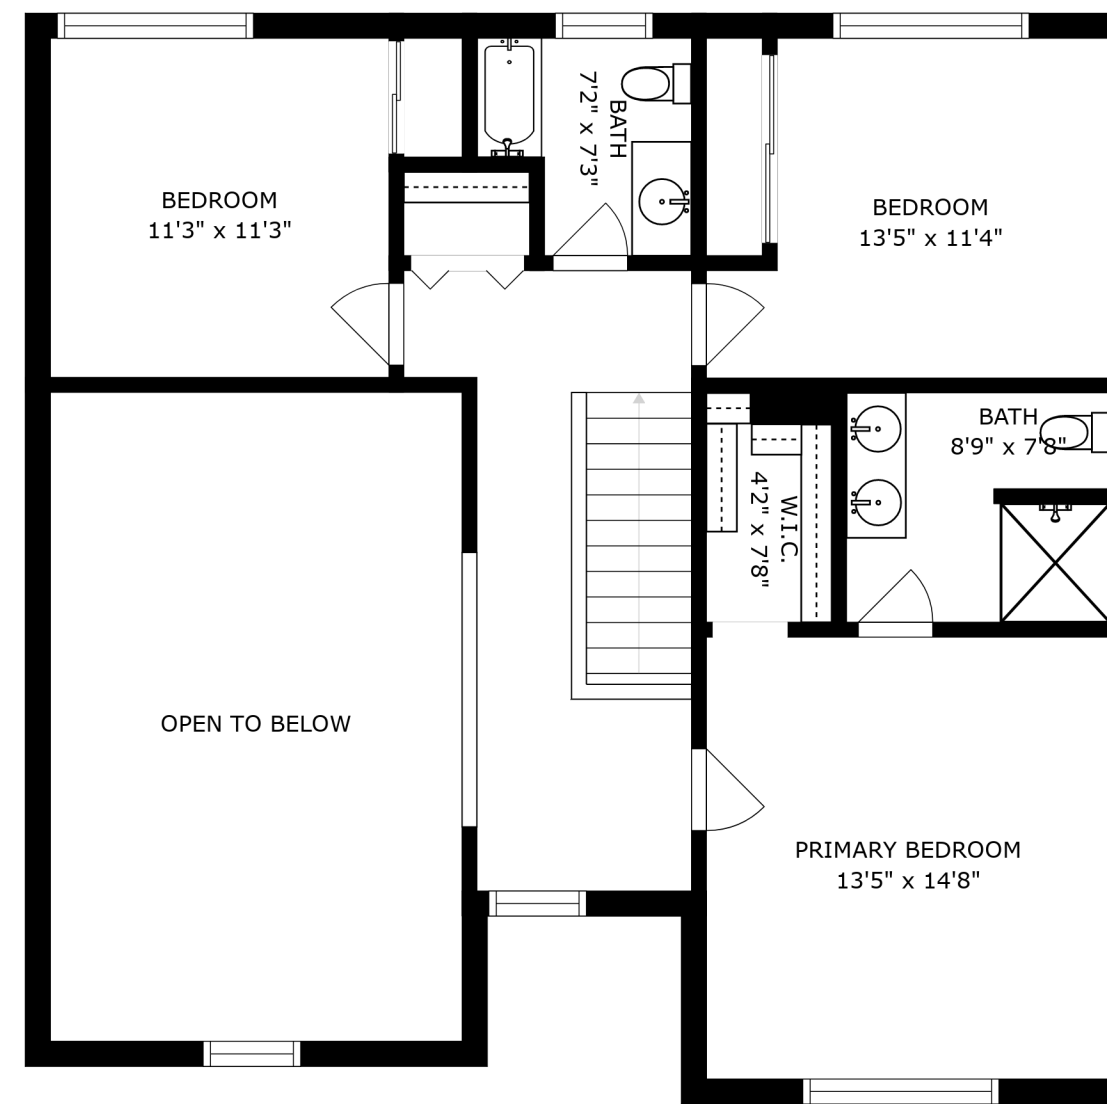 BEDROOM
11'3" x 11'3"
BATH
7'2" x 7'3"
BEDROOM
13'5" x 11'4"
BATH
8'9" x 7'8"
W.I.C.
4'2" x 7'8"
OPEN TO BELOW
PRIMARY BEDROOM
13'5" x 14'8"